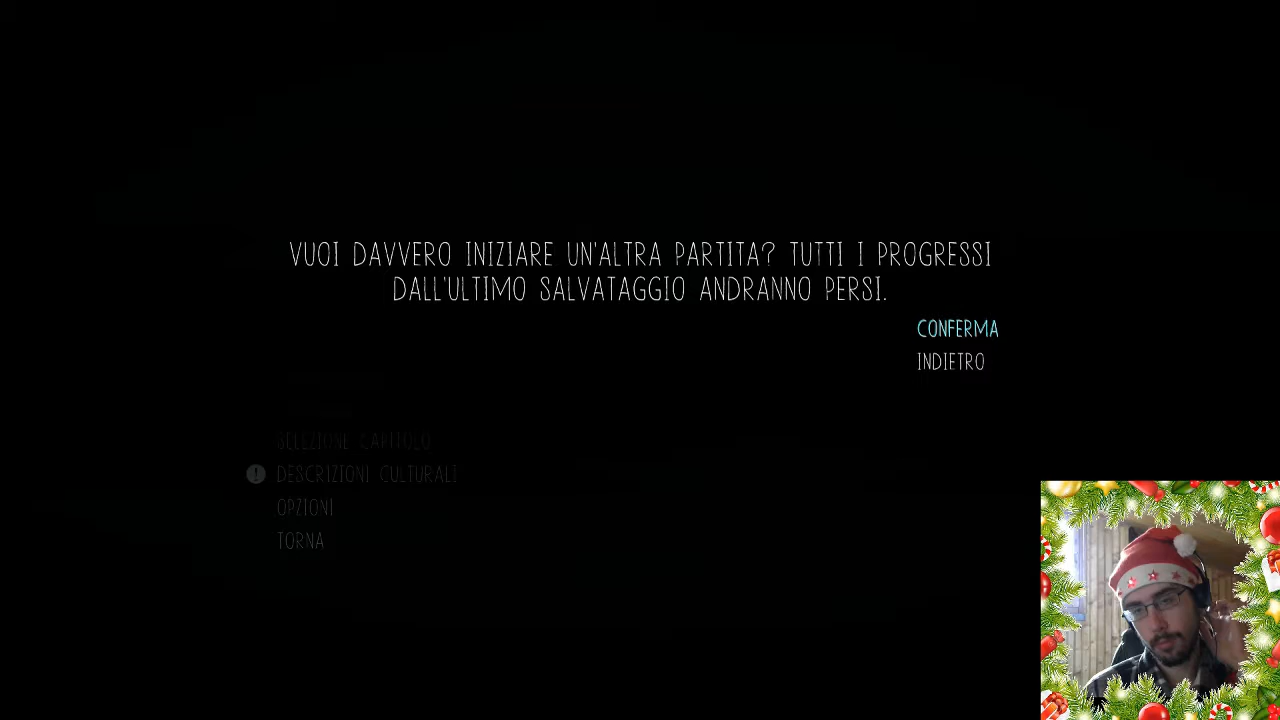 VUOI DAVVERO INIZIARE UN'ALTRA PARTITA? TUTTI I PROGRESSI
DALL'ULTIMO SALVATAGGIO ANDRANNO PERSI.
CONFERMA
INDIETRO
SELEZIONE CAPITOLO
! DESCRIZIONI CULTURALI
OPZIONI
TORNA